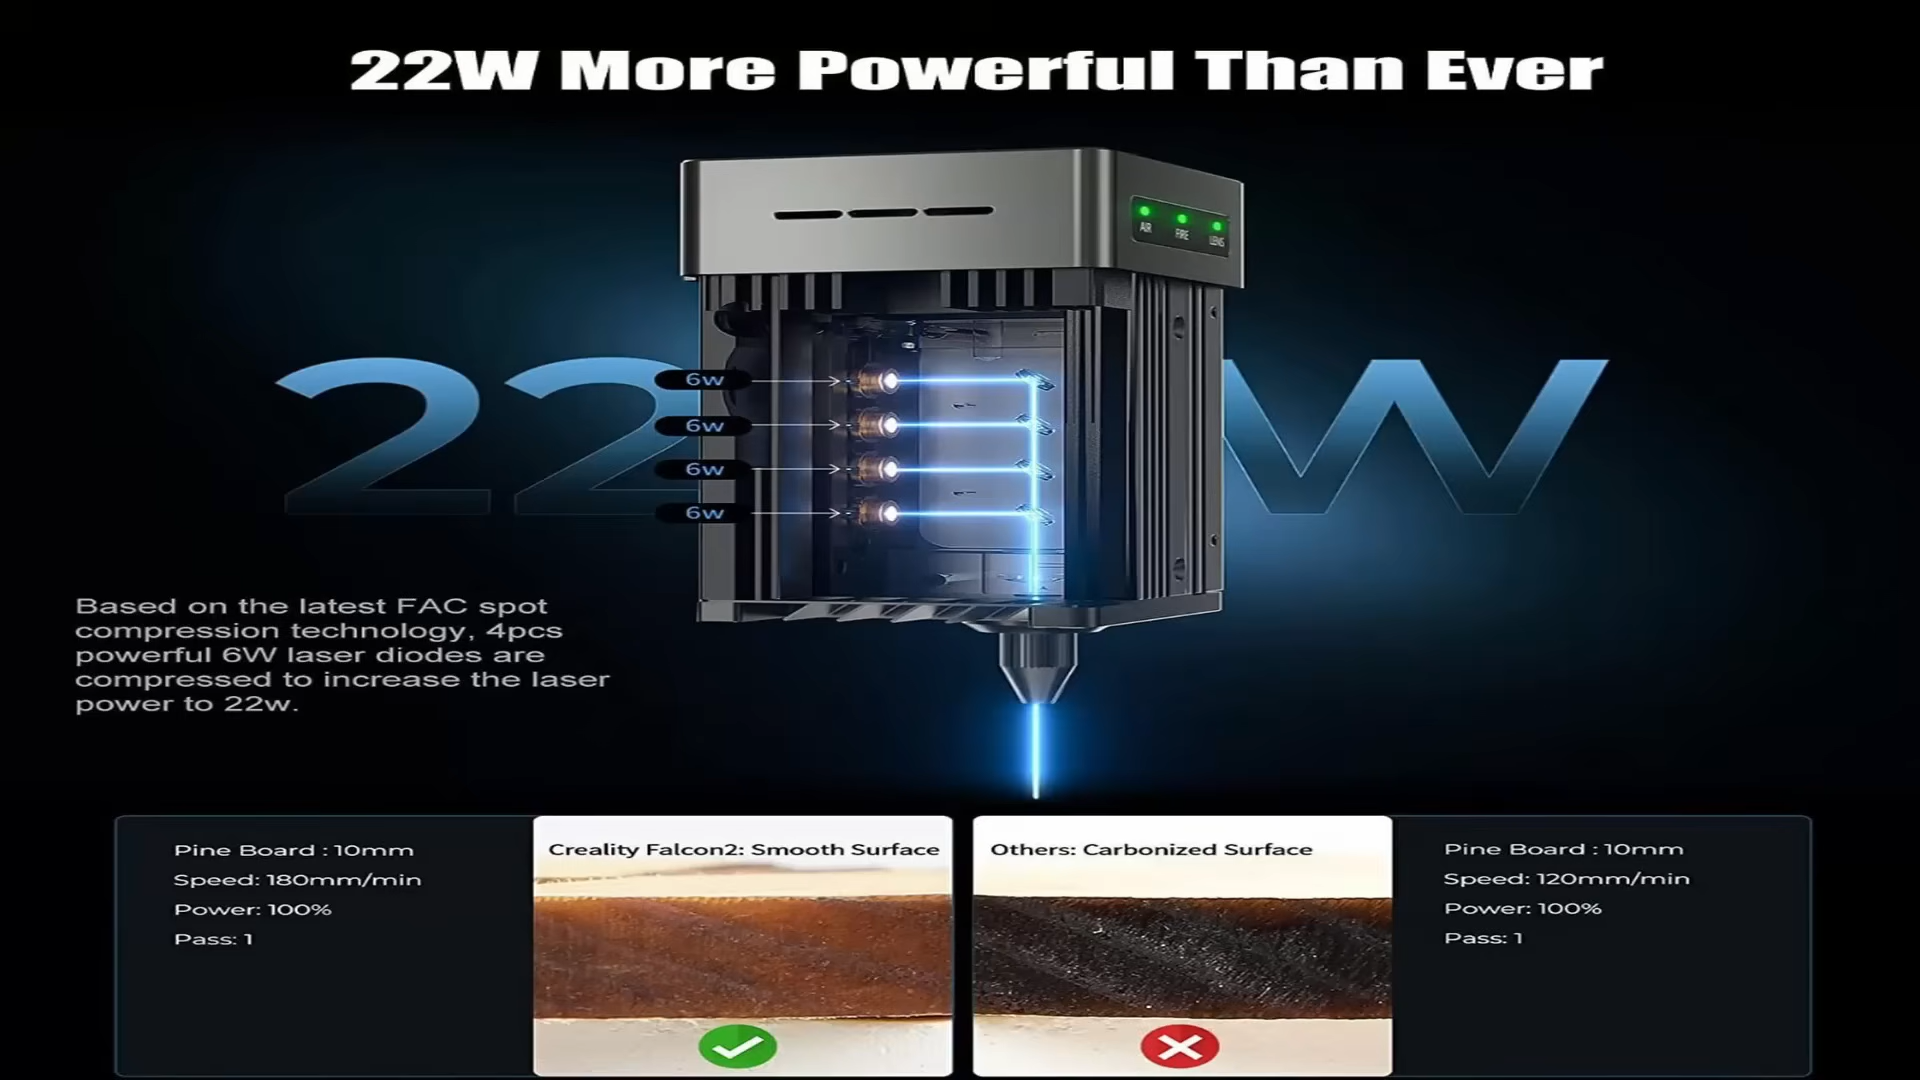 22W More Powerful Than Ever
AIR
FIRE
LENS
22W
6w
6w
6w
6w
Based on the latest FAC spot
compression technology, 4pcs
powerful 6W laser diodes are
compressed to increase the laser
power to 22w.
Pine Board : 10mm
Speed: 180mm/min
Power: 100%
Pass: 1
Creality Falcon2: Smooth Surface
Others: Carbonized Surface
Pine Board : 10mm
Speed: 120mm/min
Power: 100%
Pass: 1